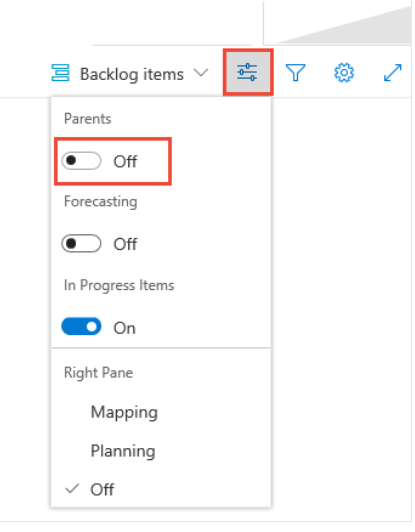 Backlog items
Parents
Off
Forecasting
Off
In Progress Items
On
Right Pane
Mapping
Planning
Off